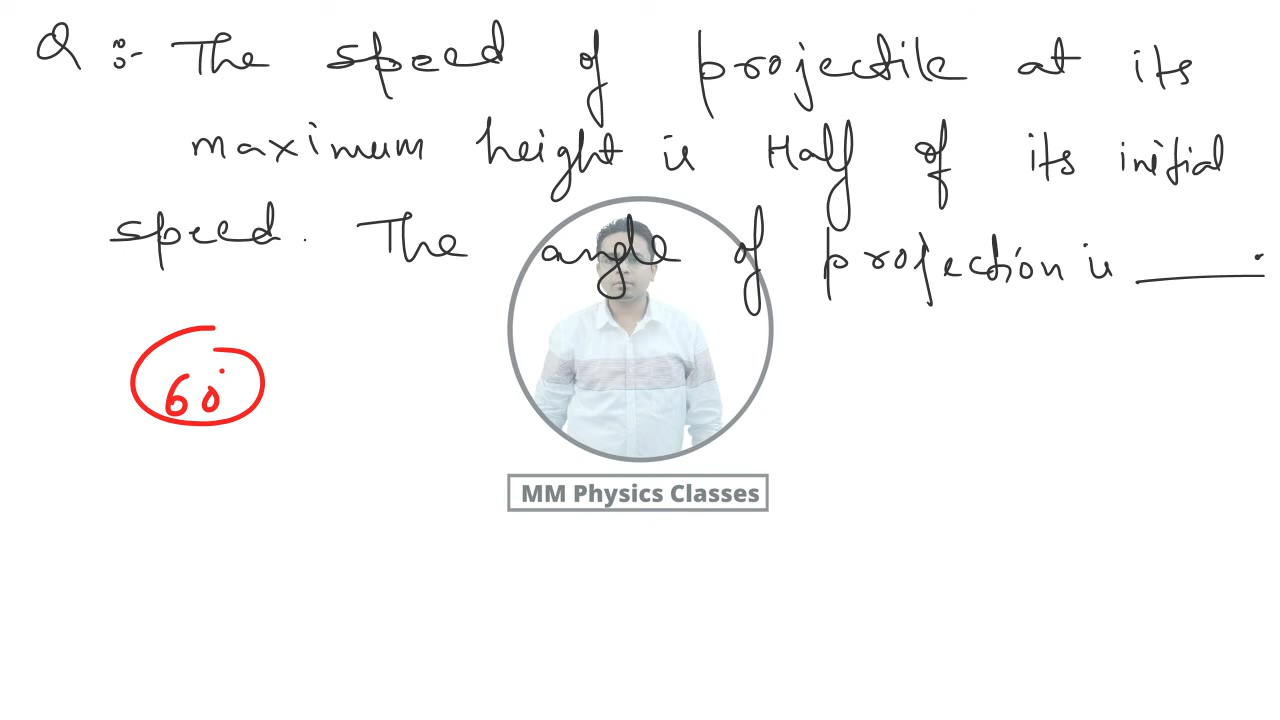 Q :- The speed of projectile at its
maximum height is Half of its initial
speed. The angle of projection is ______.
60°
MM Physics Classes